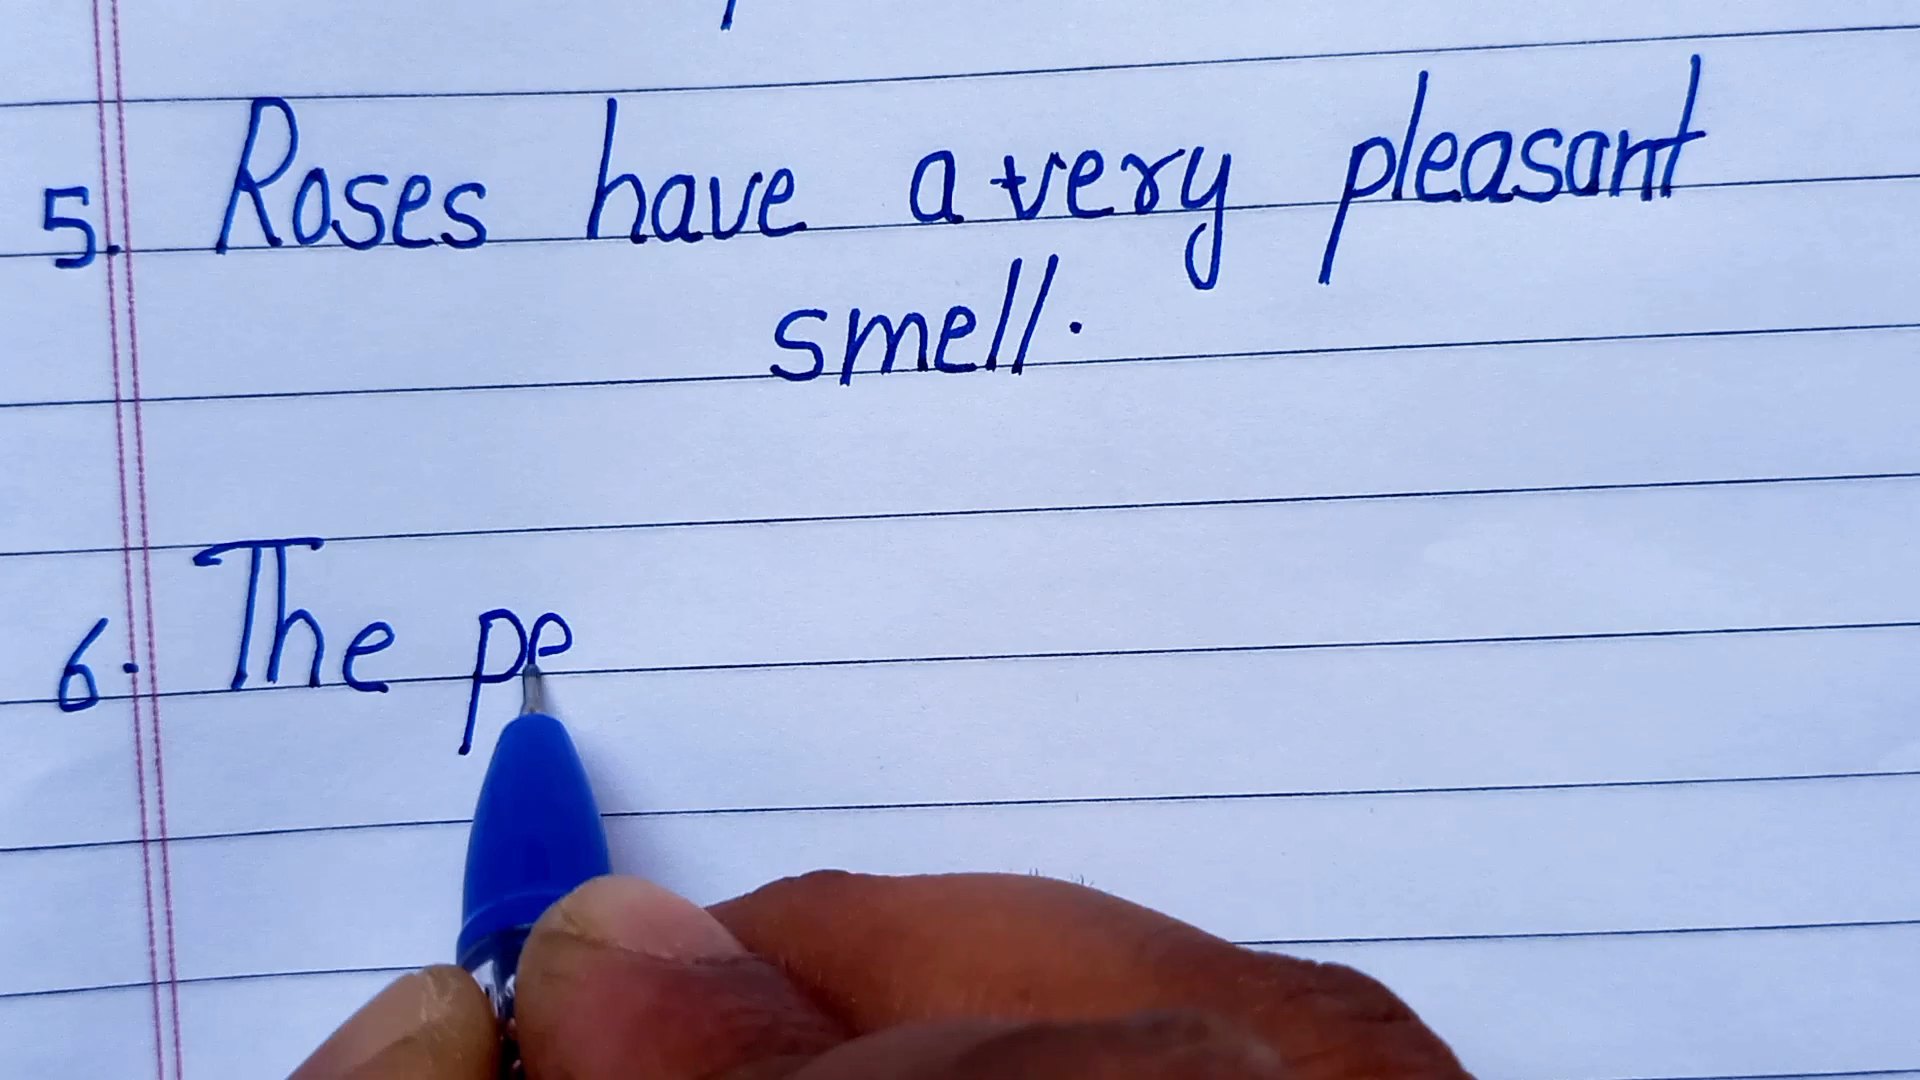 5. Roses have a very pleasant
smell.
6. The pe